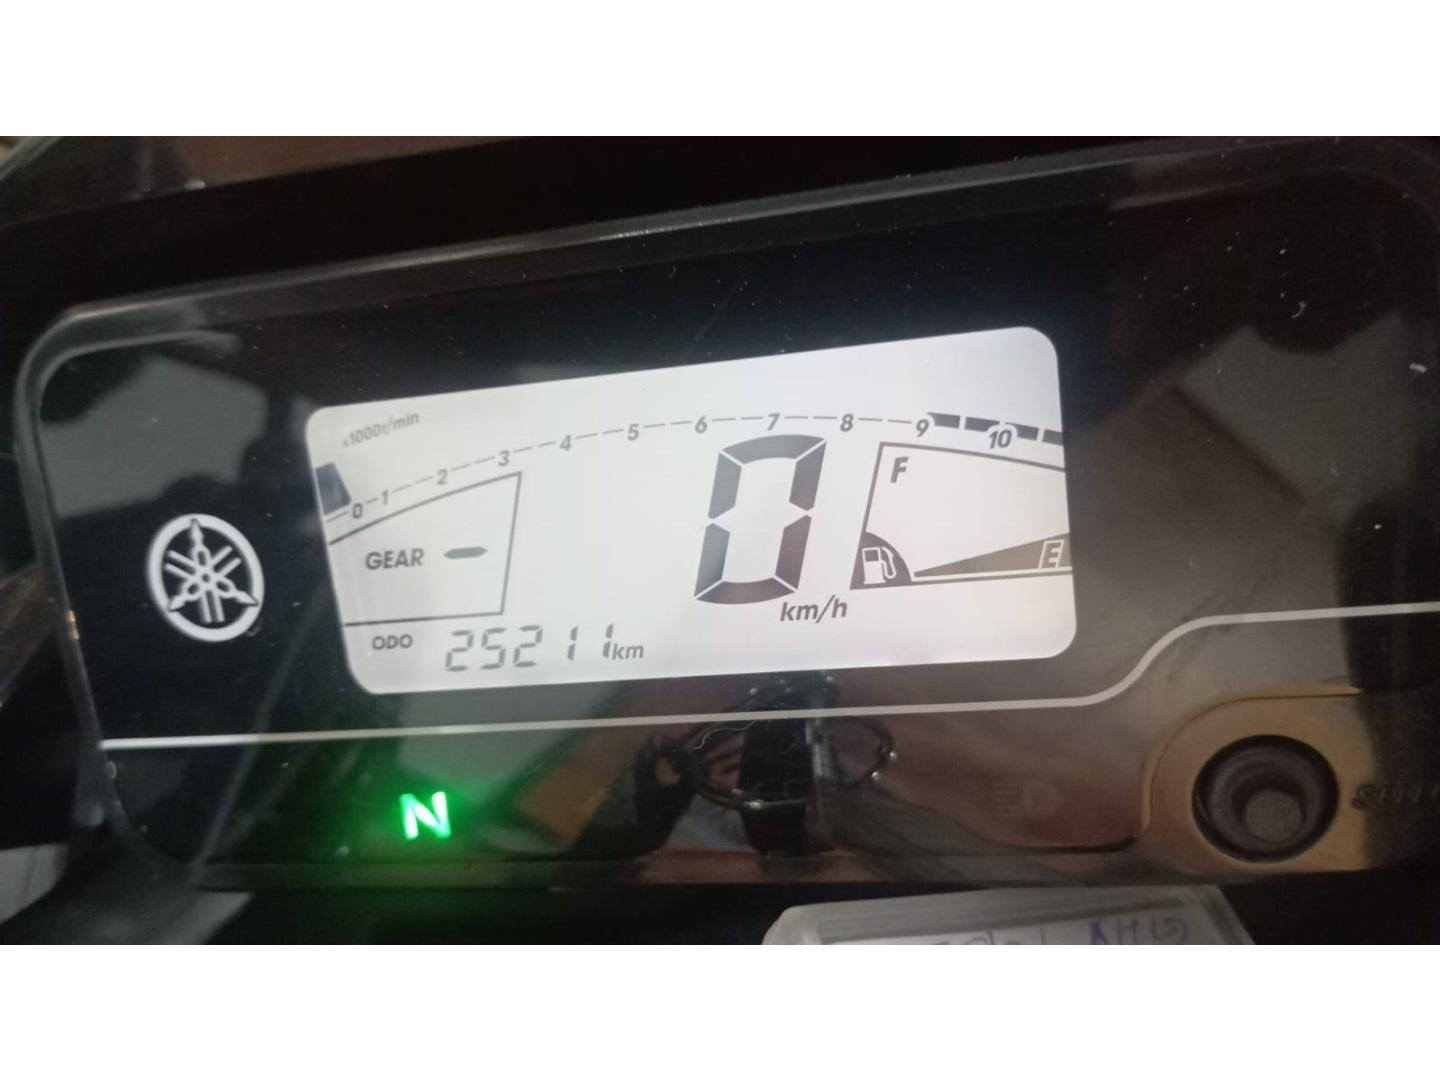 x1000r/min
0 1 2 3 4 5 6 7 8 9 10
GEAR -
0
km/h
F
E
ODO 25211 km
N